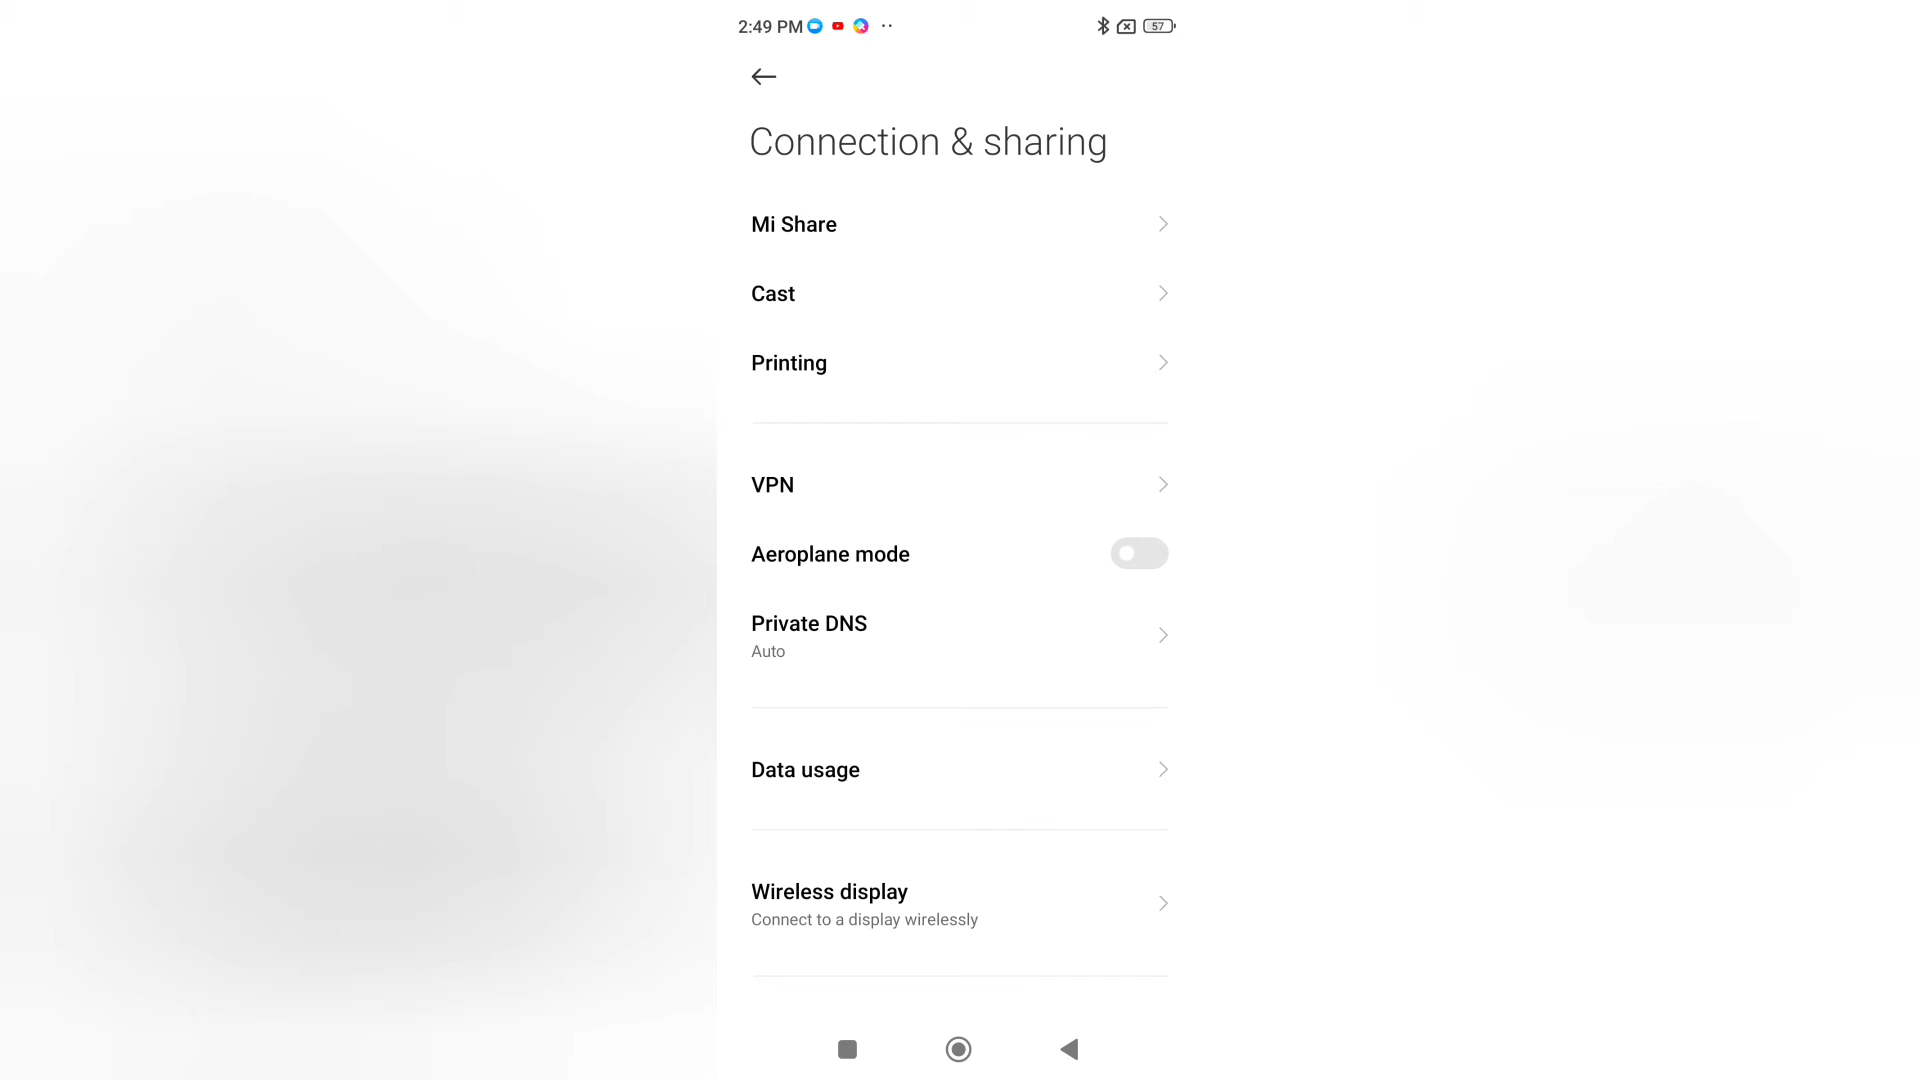 2:49 PM
57
Connection & sharing
Mi Share
Cast
Printing
VPN
Aeroplane mode
Private DNS
Auto
Data usage
Wireless display
Connect to a display wirelessly